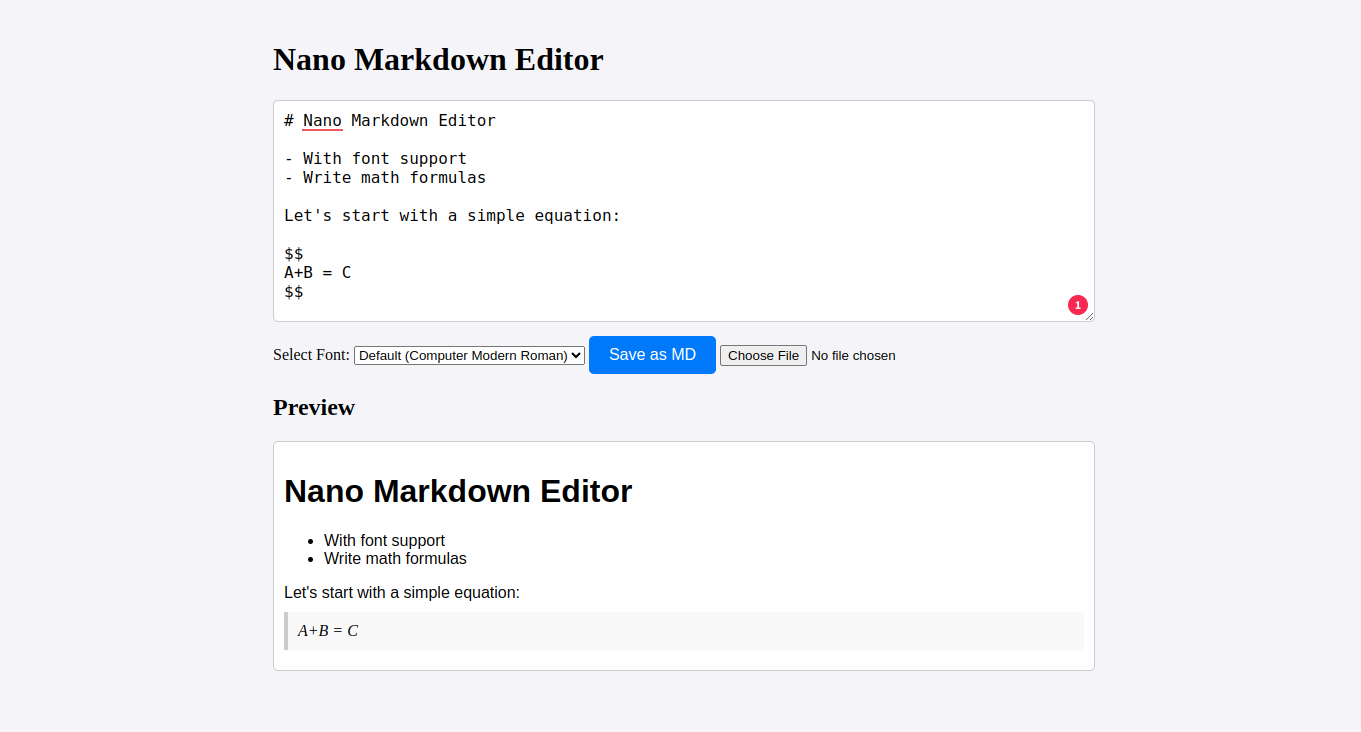 Nano Markdown Editor
# Nano Markdown Editor
- With font support
- Write math formulas
Let's start with a simple equation:
$$
A+B = C
$$
1
Select Font: Default (Computer Modern Roman) Save as MD Choose File No file chosen
Preview
Nano Markdown Editor
• With font support
• Write math formulas
Let's start with a simple equation:
A+B = C